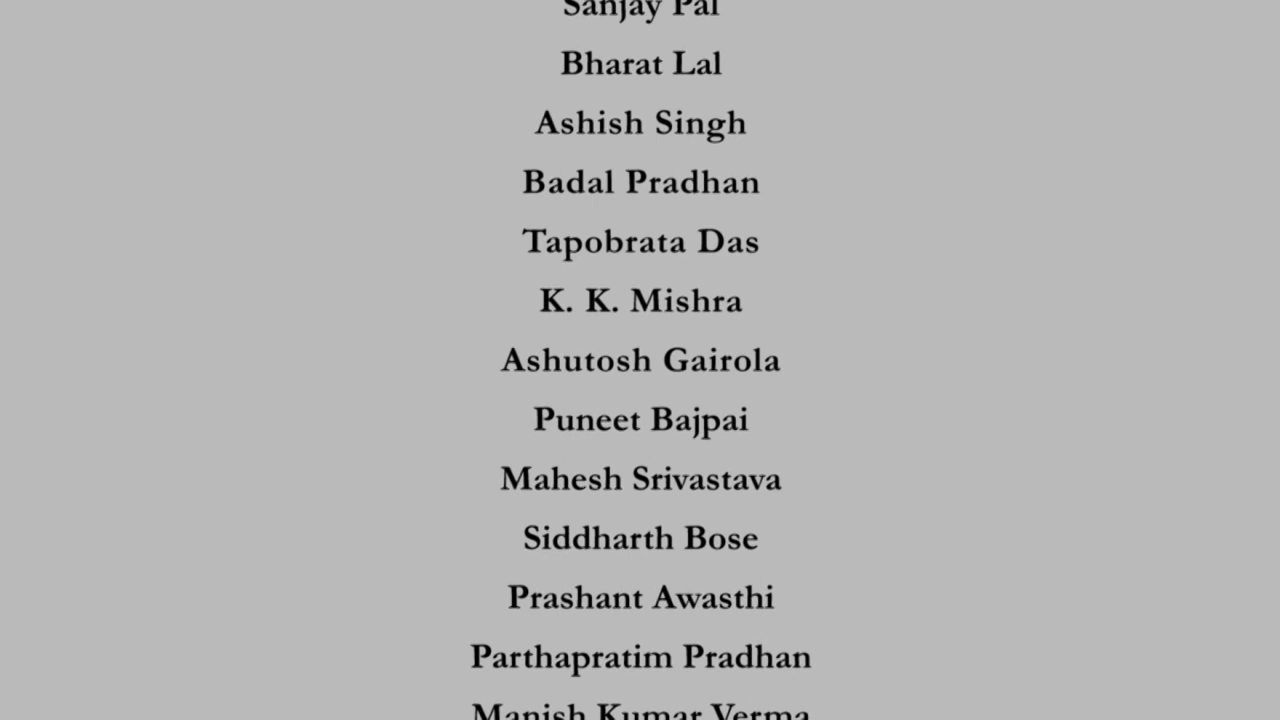 Sanjay Pal
Bharat Lal
Ashish Singh
Badal Pradhan
Tapobrata Das
K. K. Mishra
Ashutosh Gairola
Puneet Bajpai
Mahesh Srivastava
Siddharth Bose
Prashant Awasthi
Parthapratim Pradhan
Manish Kumar Verma